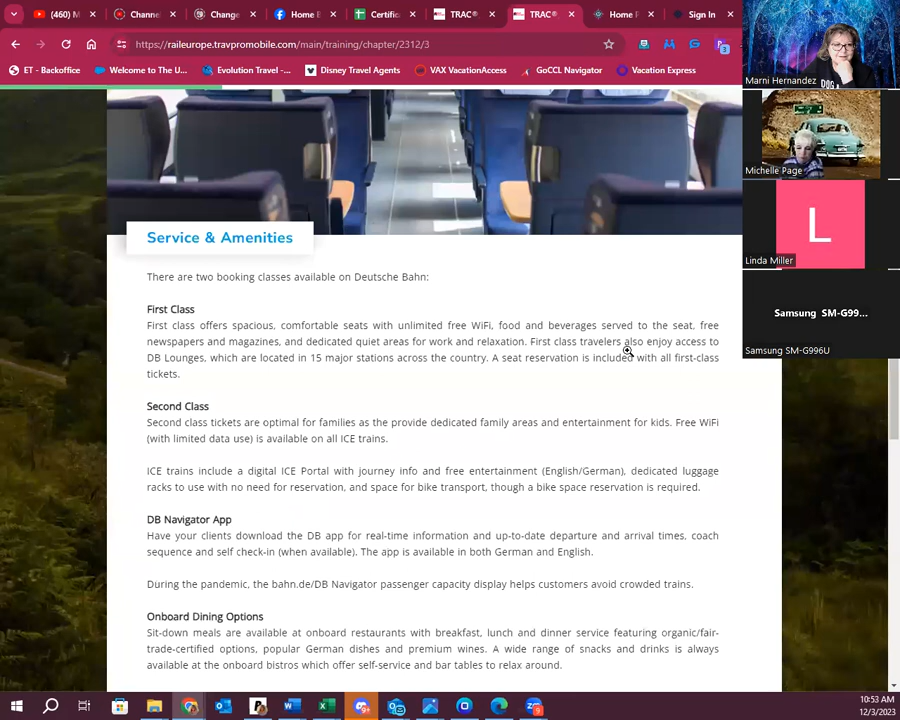 (460) M
Channel
Change
Home E
Certific
TRAC®
TRAC®
Home F
Sign In
https://raileurope.travpromobile.com/main/training/chapter/2312/3
3
ET - Backoffice
Welcome to The U...
Evolution Travel -...
Disney Travel Agents
VAX VacationAccess
GoCCL Navigator
Vacation Express
Marni Hernandez
Michelle Page
L
Linda Miller
Samsung SM-G99...
Samsung SM-G996U
Service & Amenities
There are two booking classes available on Deutsche Bahn:
First Class
First class offers spacious, comfortable seats with unlimited free WiFi, food and beverages served to the seat, free
newspapers and magazines, and dedicated quiet areas for work and relaxation. First class travelers also enjoy access to
DB Lounges, which are located in 15 major stations across the country. A seat reservation is included with all first-class
tickets.
Second Class
Second class tickets are optimal for families as the provide dedicated family areas and entertainment for kids. Free WiFi
(with limited data use) is available on all ICE trains.
ICE trains include a digital ICE Portal with journey info and free entertainment (English/German), dedicated luggage
racks to use with no need for reservation, and space for bike transport, though a bike space reservation is required.
DB Navigator App
Have your clients download the DB app for real-time information and up-to-date departure and arrival times, coach
sequence and self check-in (when available). The app is available in both German and English.
During the pandemic, the bahn.de/DB Navigator passenger capacity display helps customers avoid crowded trains.
Onboard Dining Options
Sit-down meals are available at onboard restaurants with breakfast, lunch and dinner service featuring organic/fair-
trade-certified options, popular German dishes and premium wines. A wide range of snacks and drinks is always
available at the onboard bistros which offer self-service and bar tables to relax around.
10:53 AM
12/3/2023